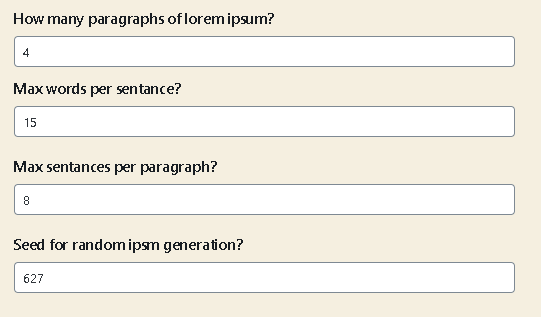 How many paragraphs of lorem ipsum?
4
Max words per sentance?
15
Max sentances per paragraph?
8
Seed for random ipsm generation?
627